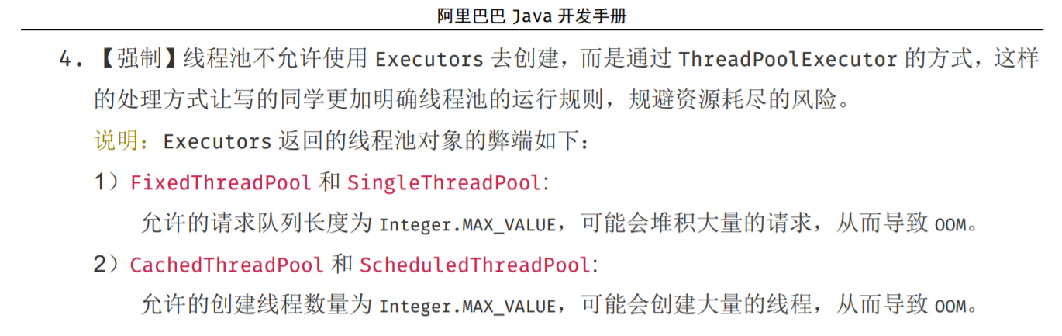 阿里巴巴 Java 开发手册
4. 【强制】线程池不允许使用 Executors 去创建，而是通过 ThreadPoolExecutor 的方式，这样
的处理方式让写的同学更加明确线程池的运行规则，规避资源耗尽的风险。
说明：Executors 返回的线程池对象的弊端如下：
1）FixedThreadPool 和 SingleThreadPool:
允许的请求队列长度为 Integer.MAX_VALUE，可能会堆积大量的请求，从而导致 OOM。
2）CachedThreadPool 和 ScheduledThreadPool:
允许的创建线程数量为 Integer.MAX_VALUE，可能会创建大量的线程，从而导致 OOM。